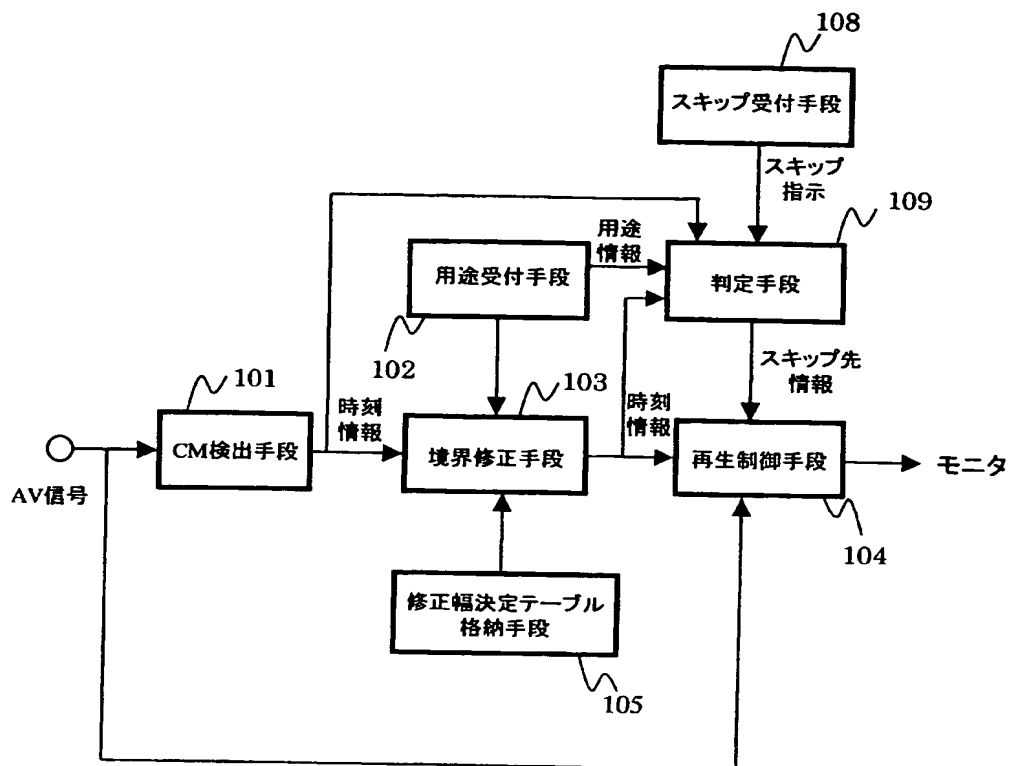 108
スキップ受付手段
スキップ
指示
109
用途
情報
用途受付手段
判定手段
102
スキップ先
情報
101
103
時刻
情報
時刻
情報
CM検出手段
境界修正手段
再生制御手段
モニタ
AV信号
104
修正幅決定テーブル
格納手段
105